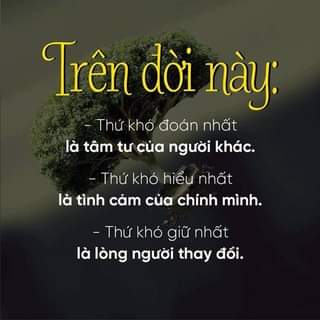 Trên đời này:
- Thứ khó đoán nhất
là tâm tư của người khác.
- Thứ khó hiểu nhất
là tình cảm của chính mình.
- Thứ khó giữ nhất
là lòng người thay đổi.